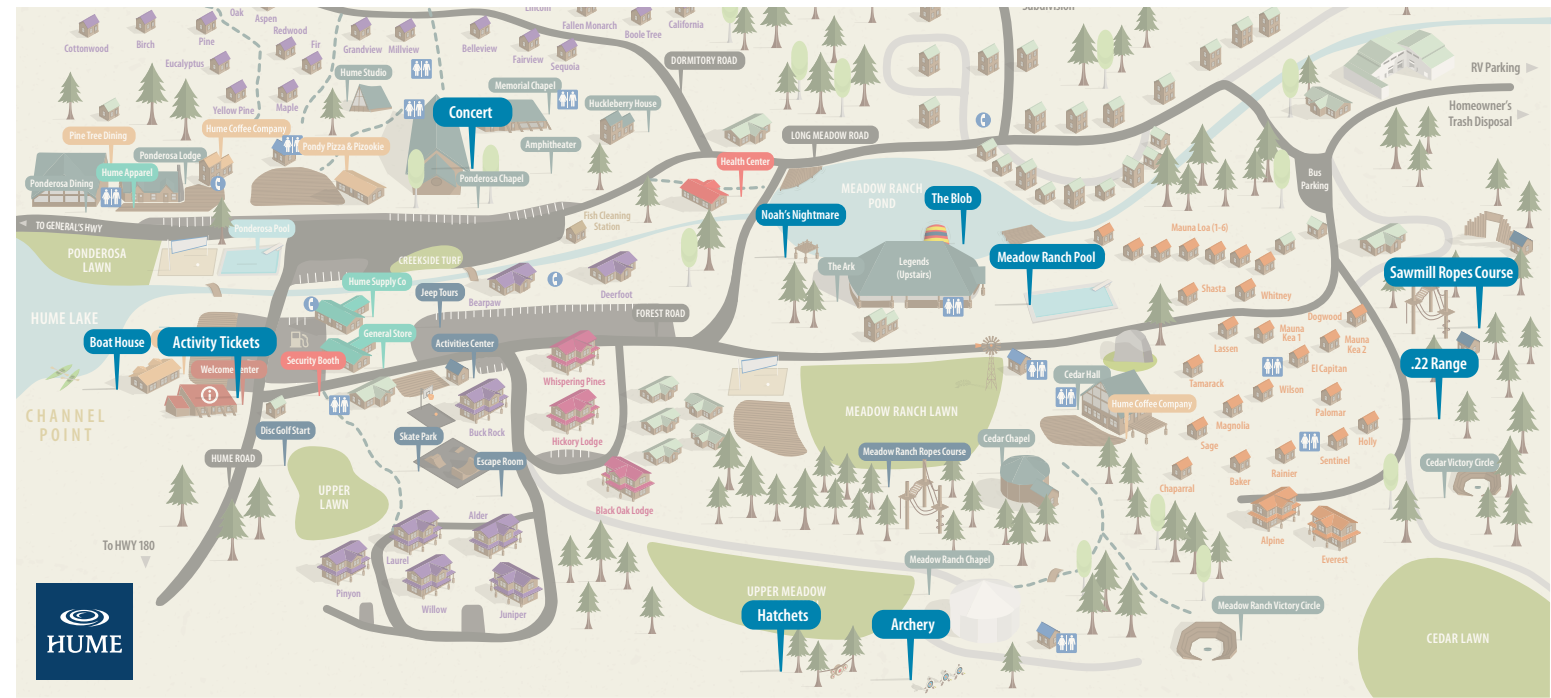 Oak
Aspen
Lincoln
Fallen Monarch
California
Subdivision
Cottonwood
Birch
Pine
Redwood
Fir
Grandview
Millview
Belleview
Boole Tree
Eucalyptus
Fairview
Sequoia
DORMITORY ROAD
RV Parking
Hume Studio
Memorial Chapel
Huckleberry House
Homeowner's
Trash Disposal
Yellow Pine
Maple
Concert
Pine Tree Dining
Hume Coffee Company
LONG MEADOW ROAD
Pondy Pizza & Pizookie
Amphitheater
Ponderosa Lodge
Hume Apparel
Health Center
Ponderosa Dining
Ponderosa Chapel
Bus
Parking
MEADOW RANCH
POND
The Blob
Noah's Nightmare
TO GENERAL'S HWY
Fish Cleaning
Station
Ponderosa Pool
Mauna Loa (1-6)
PONDEROSA
LAWN
CREEKSIDE TURF
The Ark
Legends
(Upstairs)
Meadow Ranch Pool
Sawmill Ropes Course
Hume Supply Co
Jeep Tours
Bearpaw
Deerfoot
Shasta
Whitney
HUME LAKE
FOREST ROAD
Dogwood
Boat House
Activity Tickets
General Store
Activities Center
Lassen
Mauna
Kea 1
Mauna
Kea 2
Security Booth
Welcome Center
.22 Range
Whispering Pines
Cedar Hall
El Capitan
Tamarack
Wilson
Hume Coffee Company
CHANNEL
POINT
MEADOW RANCH LAWN
Palomar
Disc Golf Start
Skate Park
Buck Rock
Hickory Lodge
Magnolia
Cedar Chapel
Sage
Holly
HUME ROAD
Escape Room
Meadow Ranch Ropes Course
Rainier
Sentinel
Cedar Victory Circle
Baker
Chaparral
UPPER
LAWN
Black Oak Lodge
Alder
Alpine
To HWY 180
Laurel
Everest
Meadow Ranch Chapel
Pinyon
UPPER MEADOW
Willow
Juniper
Hatchets
Archery
Meadow Ranch Victory Circle
HUME
CEDAR LAWN